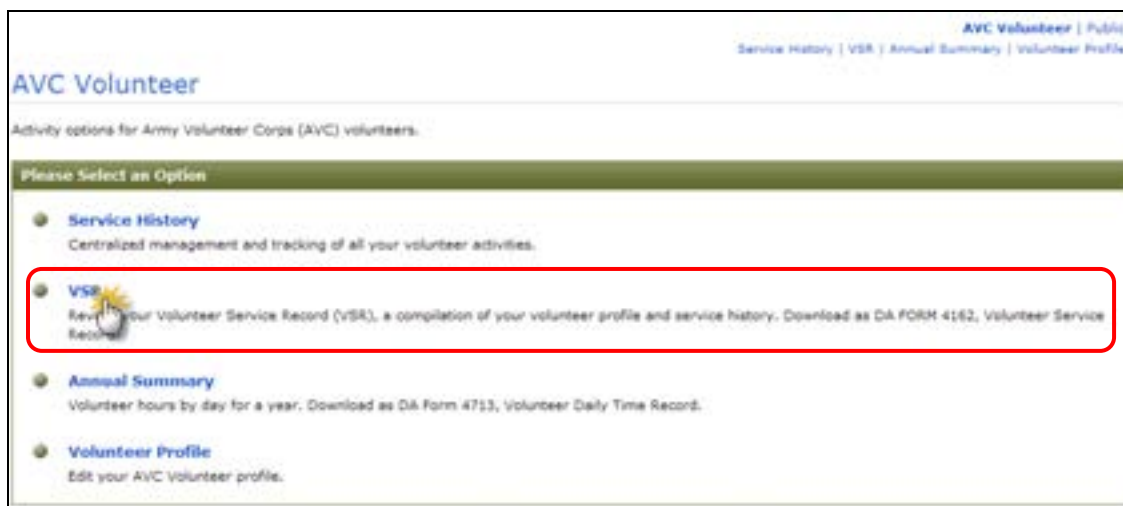 AVC Volunteer | Public
Service History | VSR | Annual Summary | Volunteer Profile
AVC Volunteer
Activity options for Army Volunteer Corps (AVC) volunteers.
Please Select an Option
Service History
Centralized management and tracking of all your volunteer activities.
VSR
your Volunteer Service Record (VSR), a compilation of your volunteer profile and service history. Download as DA FORM 4162, Volunteer Service
Record
Annual Summary
Volunteer hours by day for a year. Download as DA Form 4713, Volunteer Daily Time Record.
Volunteer Profile
Edit your AVC Volunteer profile.